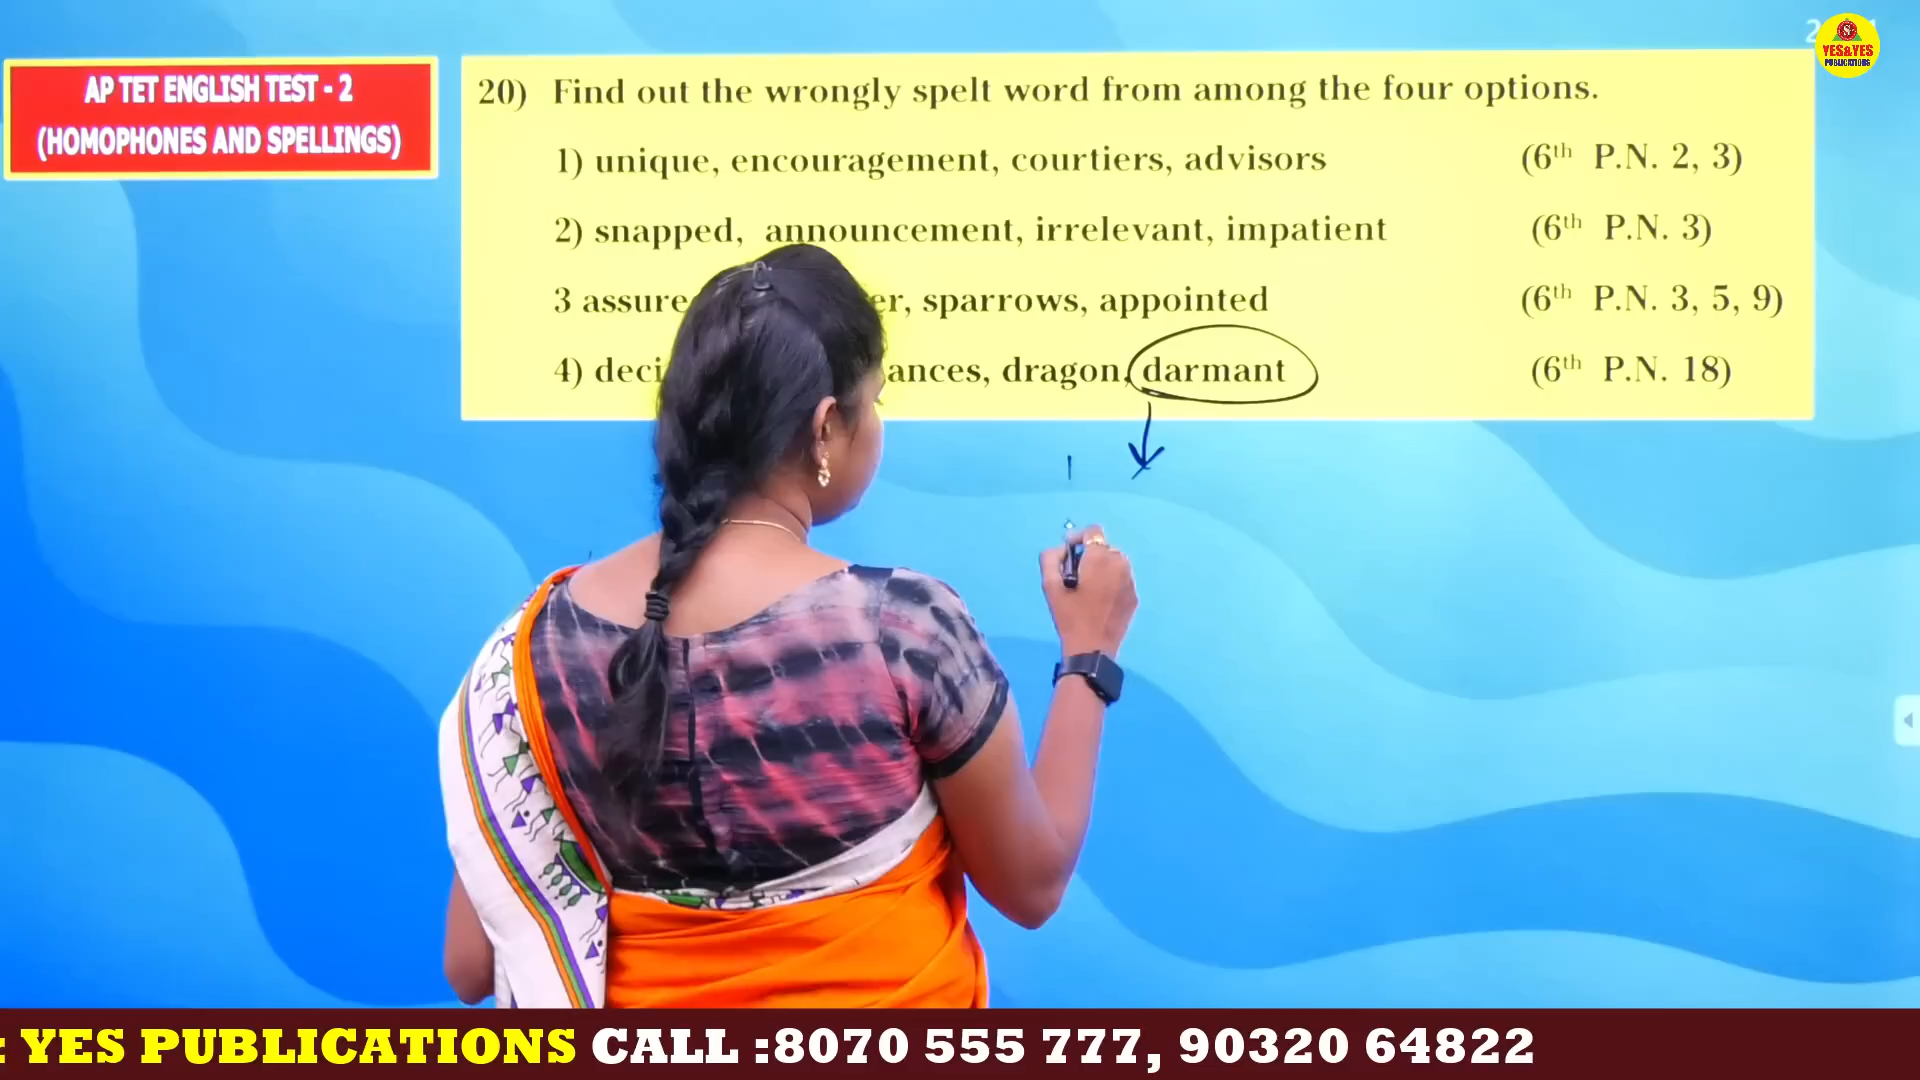 AP TET ENGLISH TEST - 2
(HOMOPHONES AND SPELLINGS)
YES&YES
PUBLICATIONS
20) Find out the wrongly spelt word from among the four options.
1) unique, encouragement, courtiers, advisors (6th P.N. 2, 3)
2) snapped, announcement, irrelevant, impatient (6th P.N. 3)
3 assure er, sparrows, appointed (6th P.N. 3, 5, 9)
4) deci ances, dragon, darmant (6th P.N. 18)
: YES PUBLICATIONS CALL :8070 555 777, 90320 64822